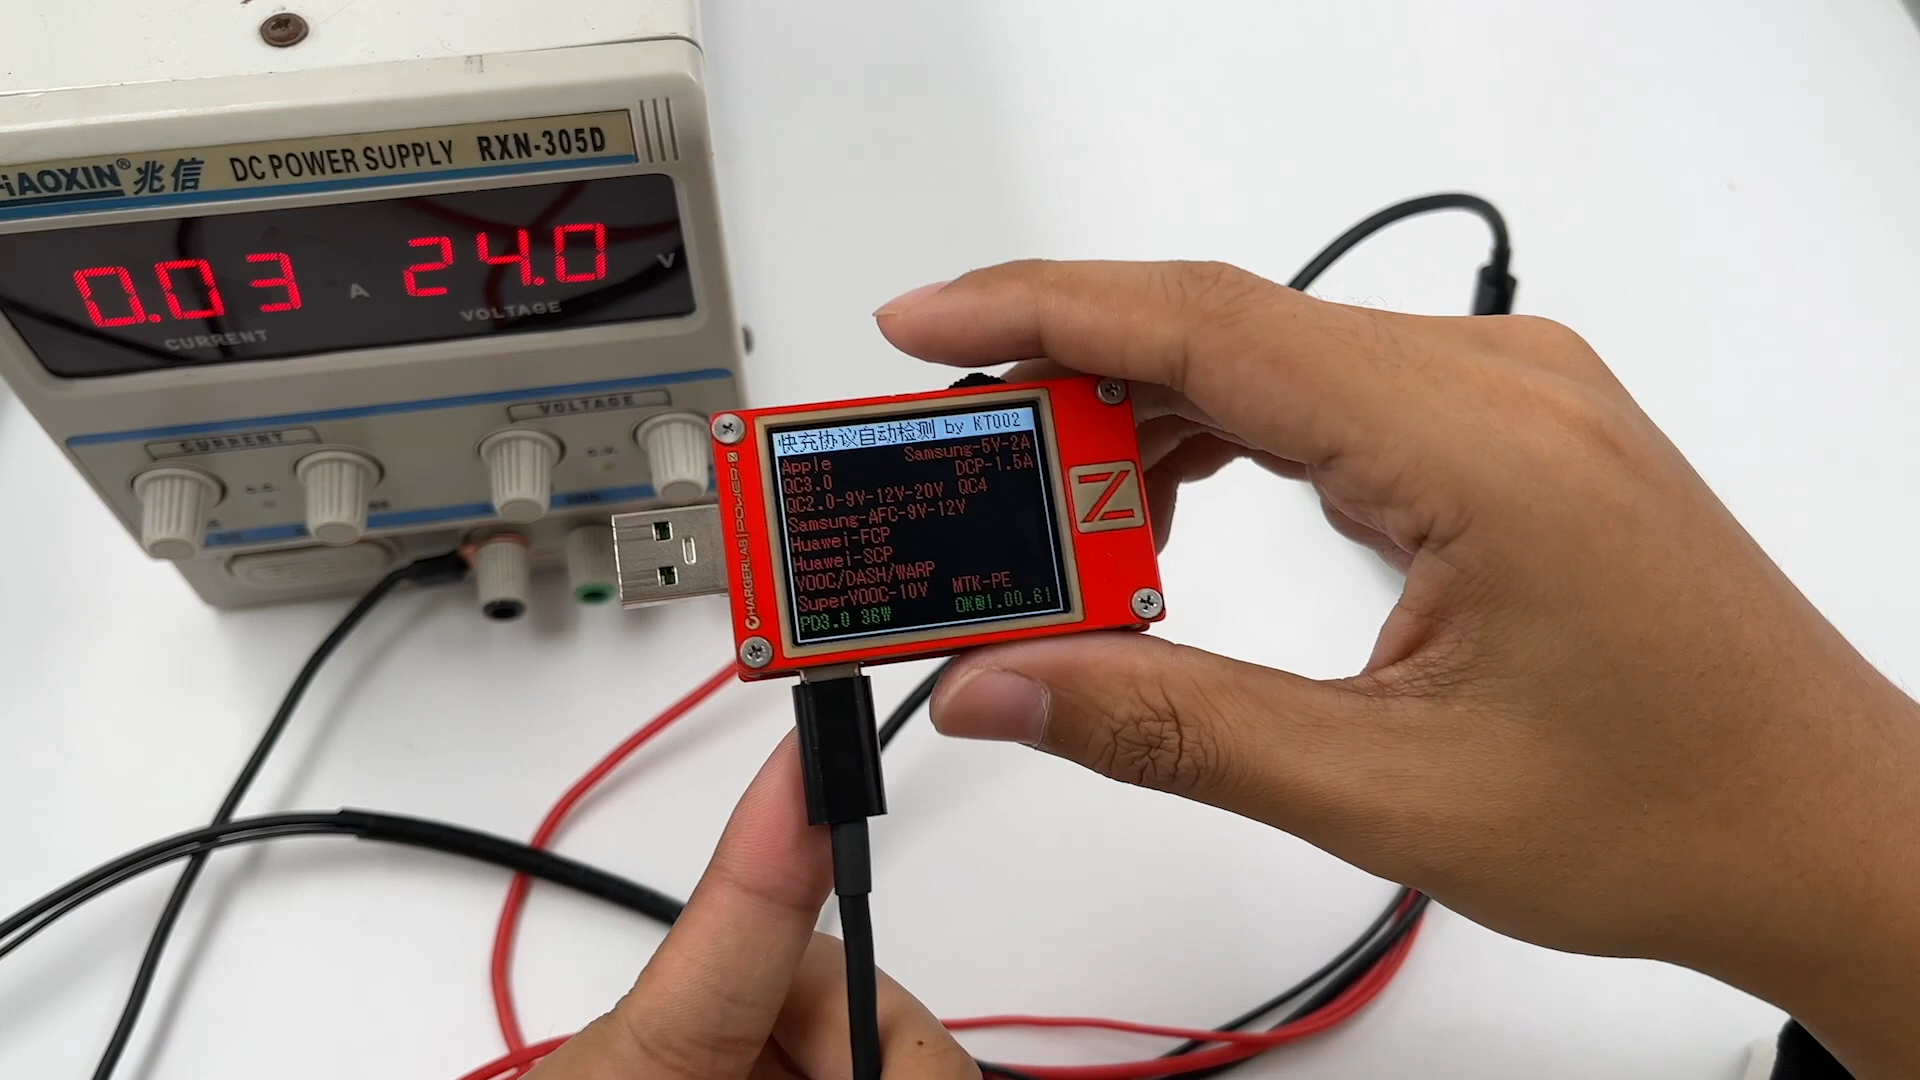 兆信 DC POWER SUPPLY RXN-305D
0.03 A 24.0 V
CURRENT VOLTAGE
CURRENT VOLTAGE
CHARGERLAB | POWER-Z
快充协议自动检测 by KT002
Apple Samsung-5V-2A
QC3.0 DCP-1.5A
QC2.0-9V-12V-20V QC4
Samsung-AFC-9V-12V
Huawei-FCP
Huawei-SCP
VOOC/DASH/WARP
SuperVOOC-10V MTK-PE
PD3.0 36W OK@1.00.61
Z